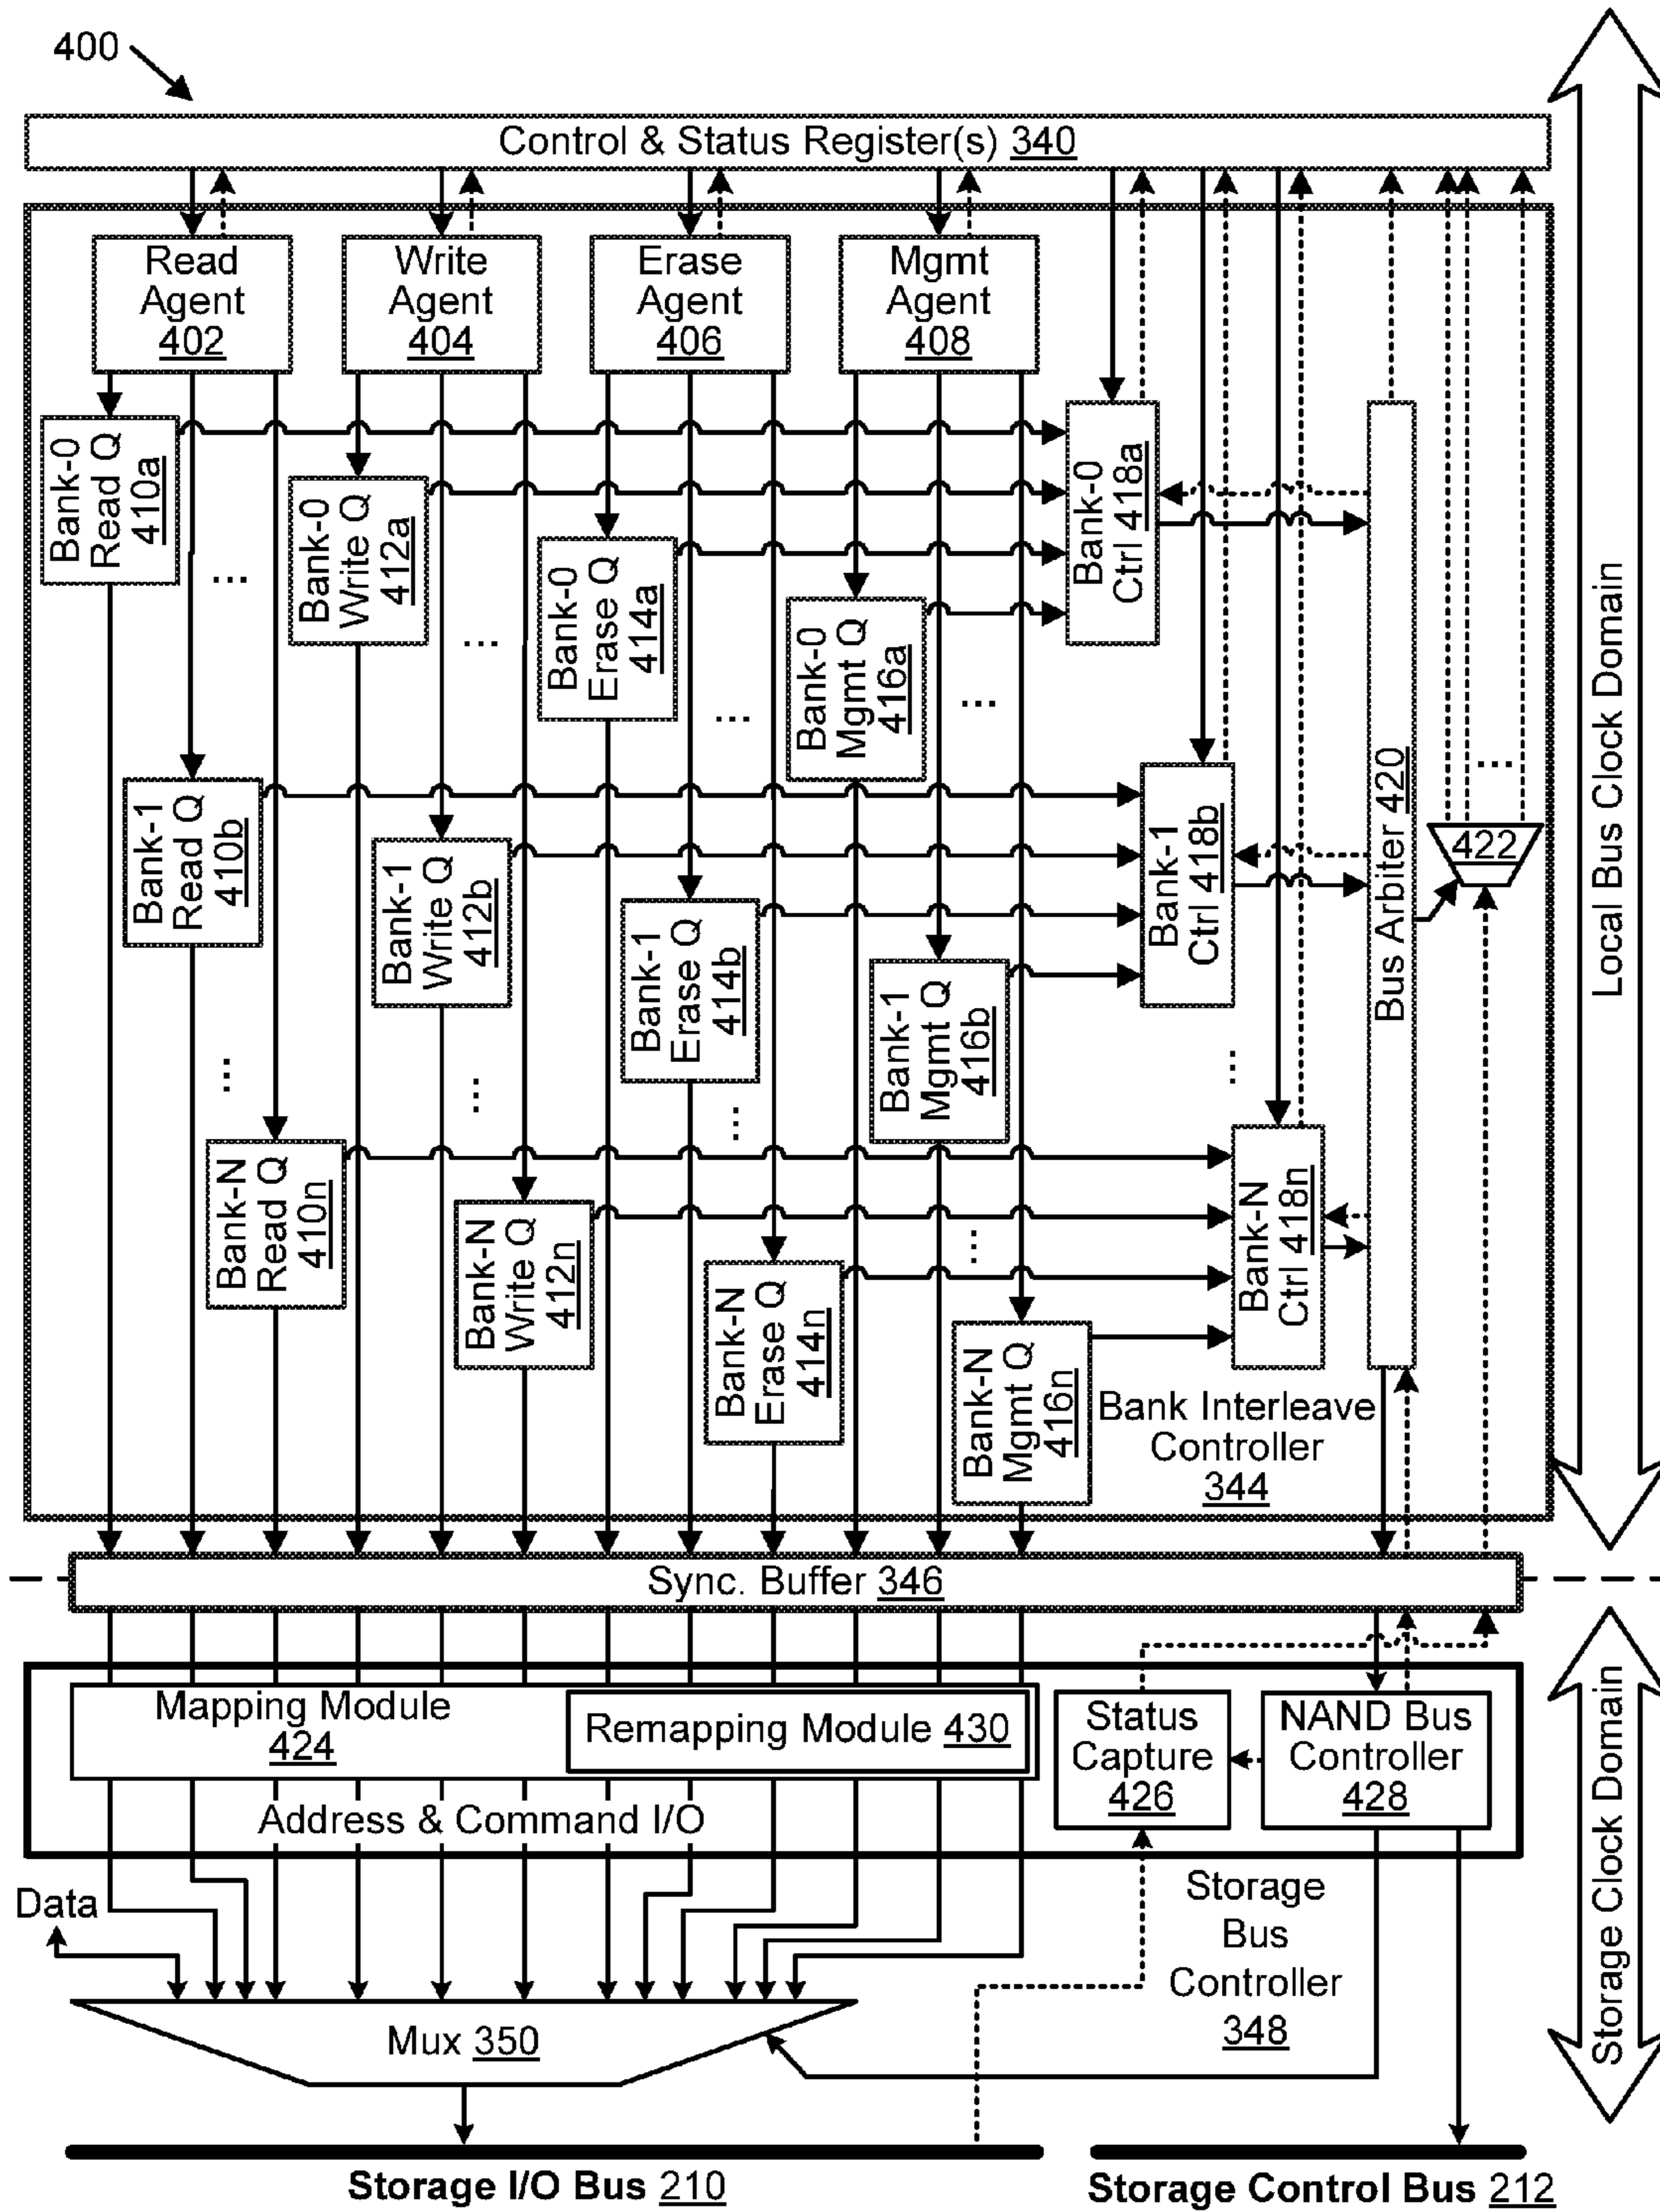 400
Control & Status Register(s) 340
Read
Agent
402
Write
Agent
404
Erase
Agent
406
Mgmt
Agent
408
Bank-0
Read Q
410a
Bank-0
Write Q
412a
Bank-0
Erase Q
414a
Bank-0
Mgmt Q
416a
Bank-0
Ctrl 418a
...
...
...
...
Bank-1
Read Q
410b
Bank-1
Write Q
412b
Bank-1
Erase Q
414b
Bank-1
Mgmt Q
416b
Bank-1
Ctrl 418b
Bus Arbiter 420
...
422
...
...
...
...
...
Bank-N
Read Q
410n
Bank-N
Write Q
412n
Bank-N
Erase Q
414n
Bank-N
Mgmt Q
416n
Bank-N
Ctrl 418n
Bank Interleave
Controller
344
Local Bus Clock Domain
Sync. Buffer 346
Mapping Module
424
Remapping Module 430
Status
Capture
426
NAND Bus
Controller
428
Address & Command I/O
Data
Storage
Bus
Controller
348
Storage Clock Domain
Mux 350
Storage I/O Bus 210
Storage Control Bus 212